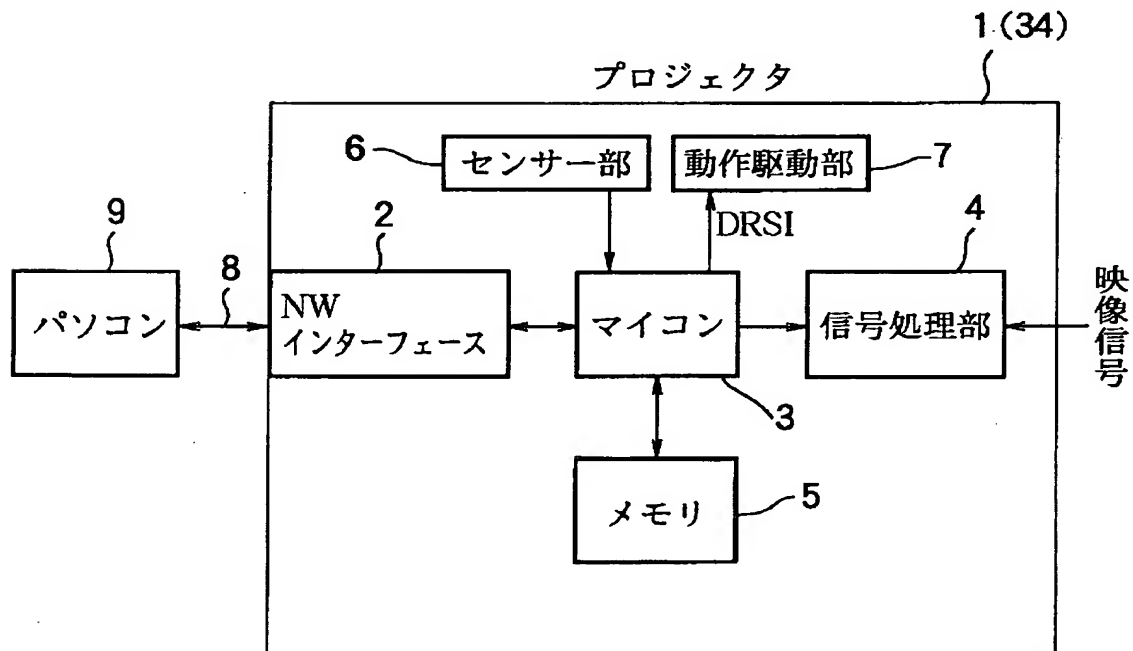 1(34)
プロジェクタ
6
センサー部
動作駆動部
7
DRSI
9
パソコン
8
2
NW
インターフェース
マイコン
3
4
信号処理部
映像信号
メモリ
5